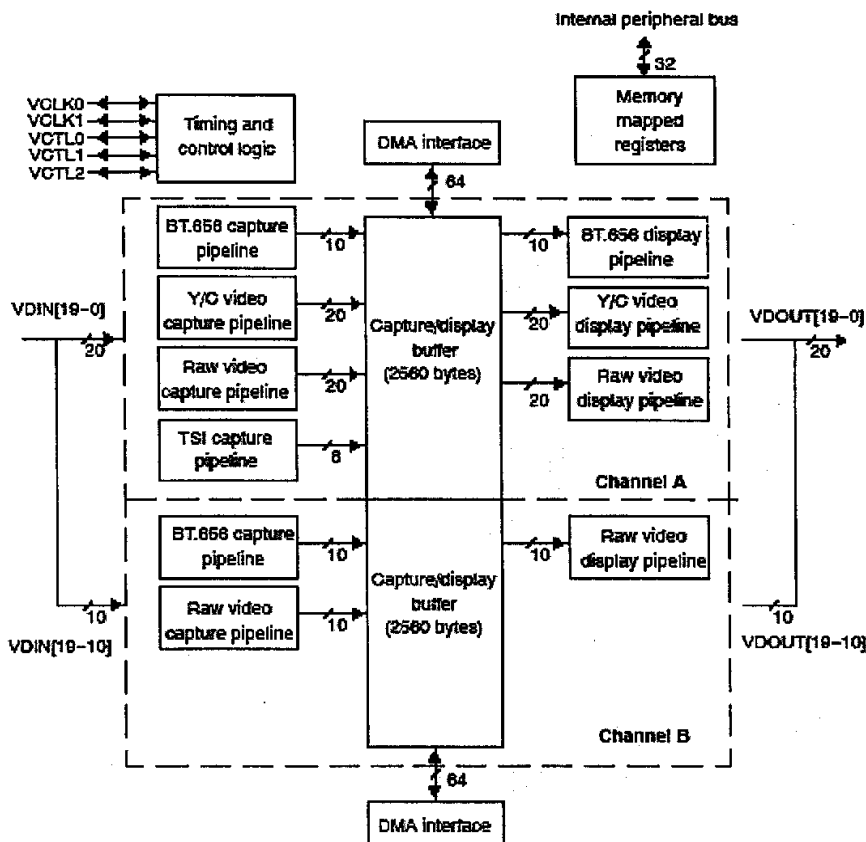 Internal peripheral bus
32
Memory
mapped
registers
VCLK0
VCLK1
VCTL0
VCTL1
VCTL2
Timing and
control logic
DMA interface
64
BT.656 capture
pipeline
10
10
BT.656 display
pipeline
VDIN[19-0]
20
Y/C video
capture pipeline
20
Capture/display
buffer
(2560 bytes)
20
Y/C video
display pipeline
VDOUT[19-0]
20
Raw video
capture pipeline
20
20
Raw video
display pipeline
TSI capture
pipeline
8
Channel A
BT.656 capture
pipeline
10
10
Raw video
display pipeline
Capture/display
buffer
(2560 bytes)
Raw video
capture pipeline
10
10
VDIN[19-10]
10
VDOUT[19-10]
Channel B
64
DMA interface